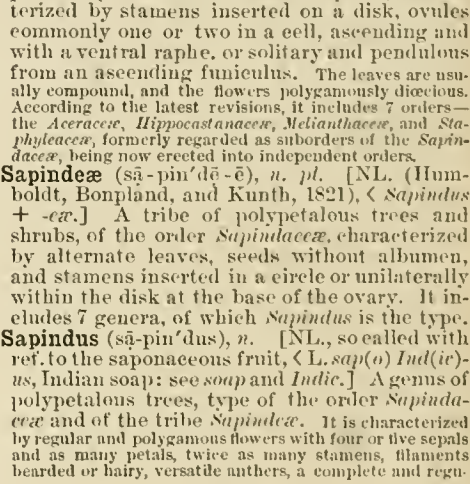 terized by stamens inserted on a disk, ovules
commonly one or two in a cell, ascending and
with a ventral raphe, or solitary and pendulous
from an ascending funiculus. The leaves are usu-
ally compound, and the flowers polygamously diœcious.
According to the latest revisions, it includes 7 orders—
the Aceraceæ, Hippocastanaceæ, Melianthaceæ, and Sta-
phyleaceæ, formerly regarded as suborders of the Sapin-
daceæ, being now erected into independent orders.
Sapindeæ (sā̤-pin′dē̤-ē), n. pl. [NL. (Hum-
boldt, Bonpland, and Kunth, 1821), < Sapindus
+ -eæ.] A tribe of polypetalous trees and
shrubs, of the order Sapindaceæ, characterized
by alternate leaves, seeds without albumen,
and stamens inserted in a circle or unilaterally
within the disk at the base of the ovary. It in-
cludes 7 genera, of which Sapindus is the type.
Sapindus (sā̤-pin′dus), n. [NL., so called with
ref. to the saponaceous fruit, < L. sap(o) Ind(ic)-
us, Indian soap: see soap and Indic.] A genus of
polypetalous trees, type of the order Sapinda-
ceæ and of the tribe Sapindeæ. It is characterized
by regular and polygamous flowers with four or five sepals
and as many petals, twice as many stamens, filaments
bearded or hairy, versatile anthers, a complete and regu-